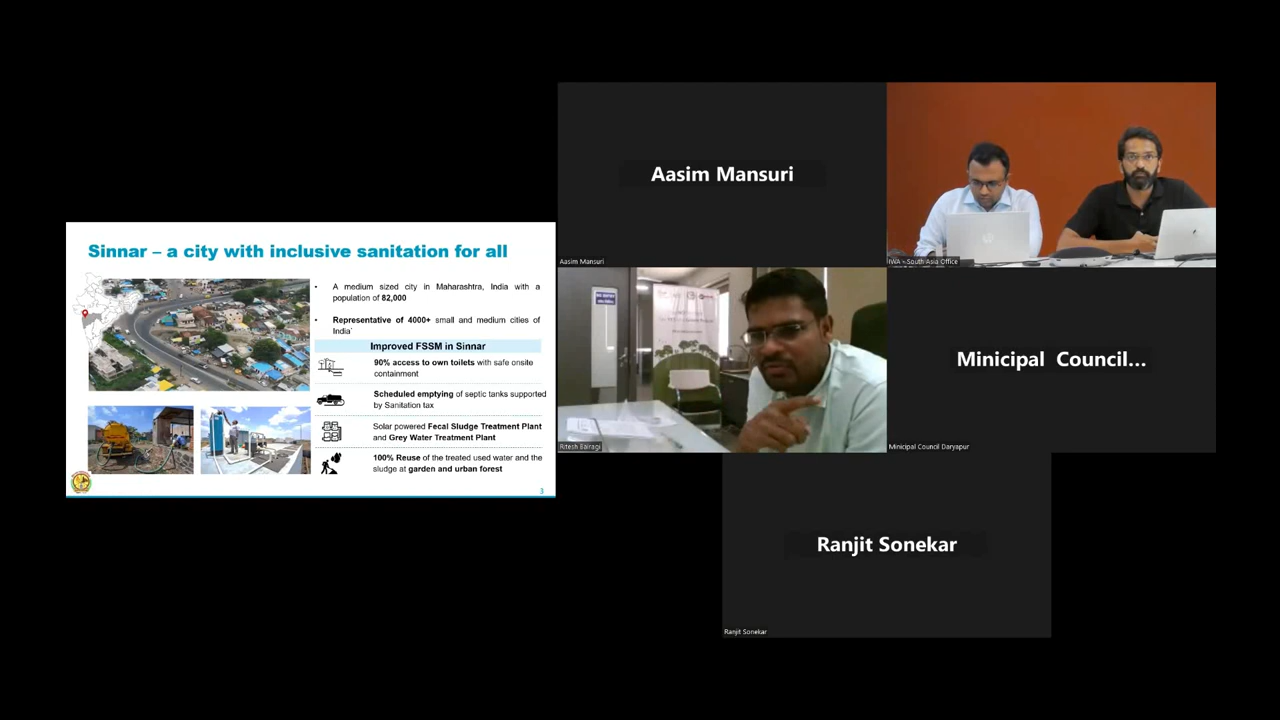 Sinnar – a city with inclusive sanitation for all
• A medium sized city in Maharashtra, India with a
population of 82,000
• Representative of 4000+ small and medium cities of
India`
Improved FSSM in Sinnar
90% access to own toilets with safe onsite
containment
Scheduled emptying of septic tanks supported
by Sanitation tax
Solar powered Fecal Sludge Treatment Plant
and Grey Water Treatment Plant
100% Reuse of the treated used water and the
sludge at garden and urban forest
3
Aasim Mansuri
Aasim Mansuri
IWA - South Asia Office
Ritesh Bairagi
Minicipal Council...
Minicipal Council Daryapur
Ranjit Sonekar
Ranjit Sonekar